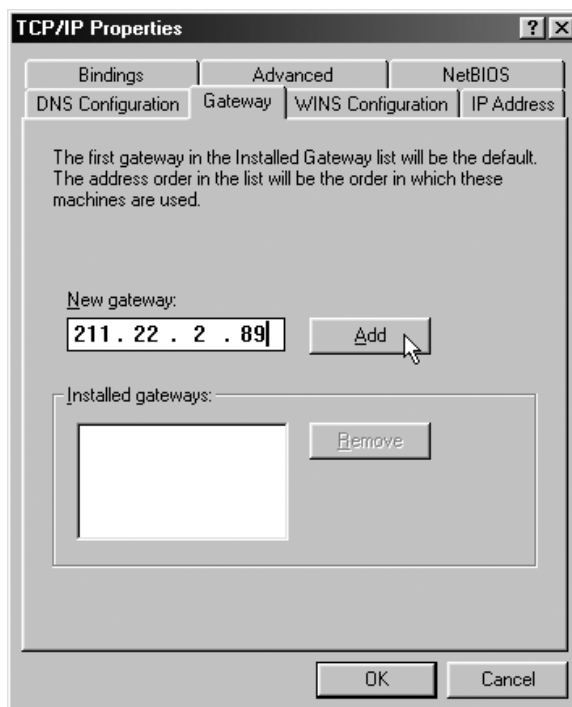 TCP/IP Properties
Bindings
Advanced
NetBIOS
DNS Configuration
Gateway
WINS Configuration
IP Address
The first gateway in the Installed Gateway list will be the default.
The address order in the list will be the order in which these
machines are used.
New gateway:
211 . 22 . 2 . 89
Add
Installed gateways:
Remove
OK
Cancel